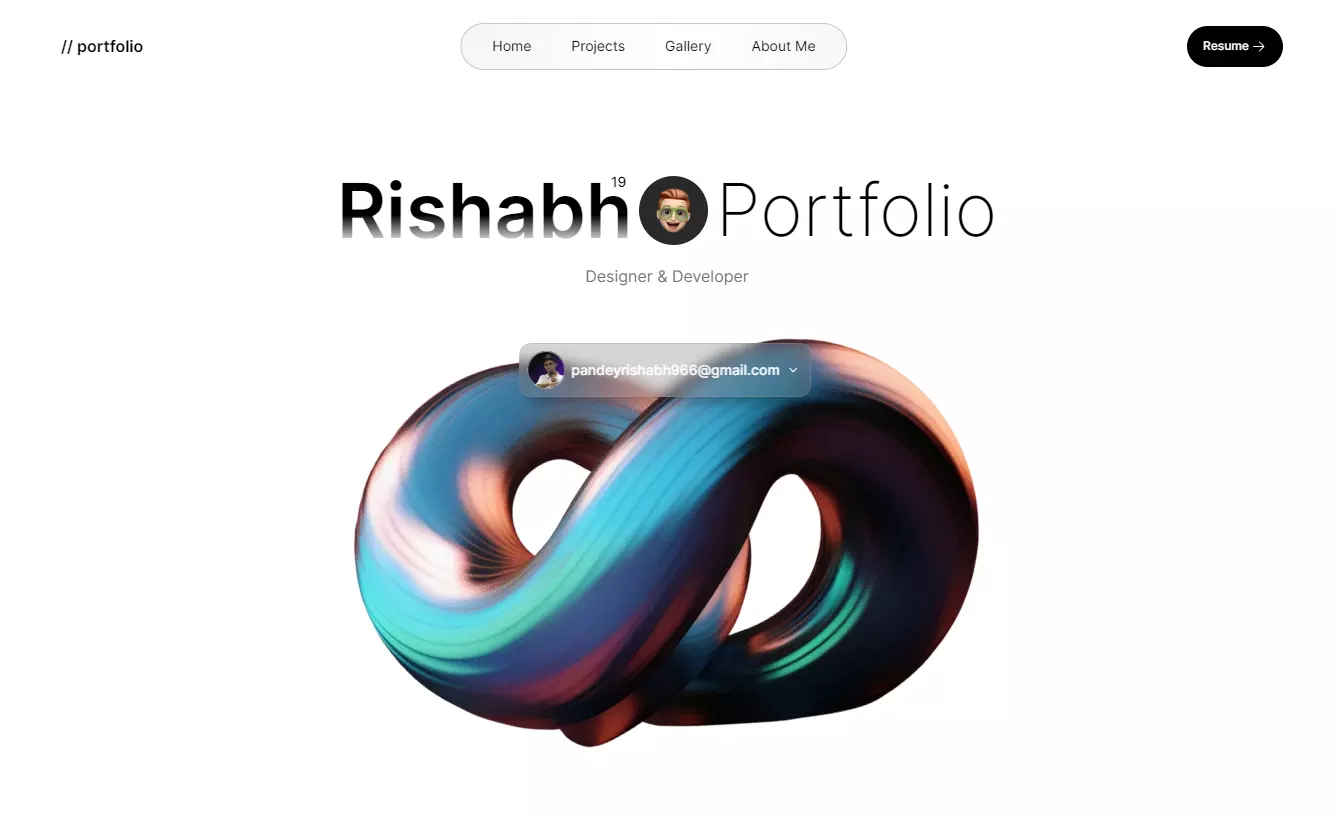 // portfolio
Home Projects Gallery About Me
Resume →
Rishabh 19 Portfolio
Designer & Developer
pandeyrishabh966@gmail.com